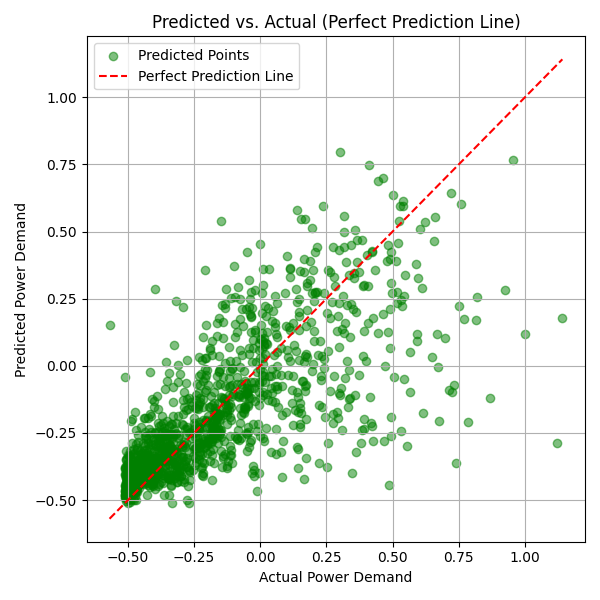 Predicted vs. Actual (Perfect Prediction Line)
Predicted Points
Perfect Prediction Line
1.00
0.75
0.50
0.25
0.00
−0.25
−0.50
Predicted Power Demand
−0.50 −0.25 0.00 0.25 0.50 0.75 1.00
Actual Power Demand